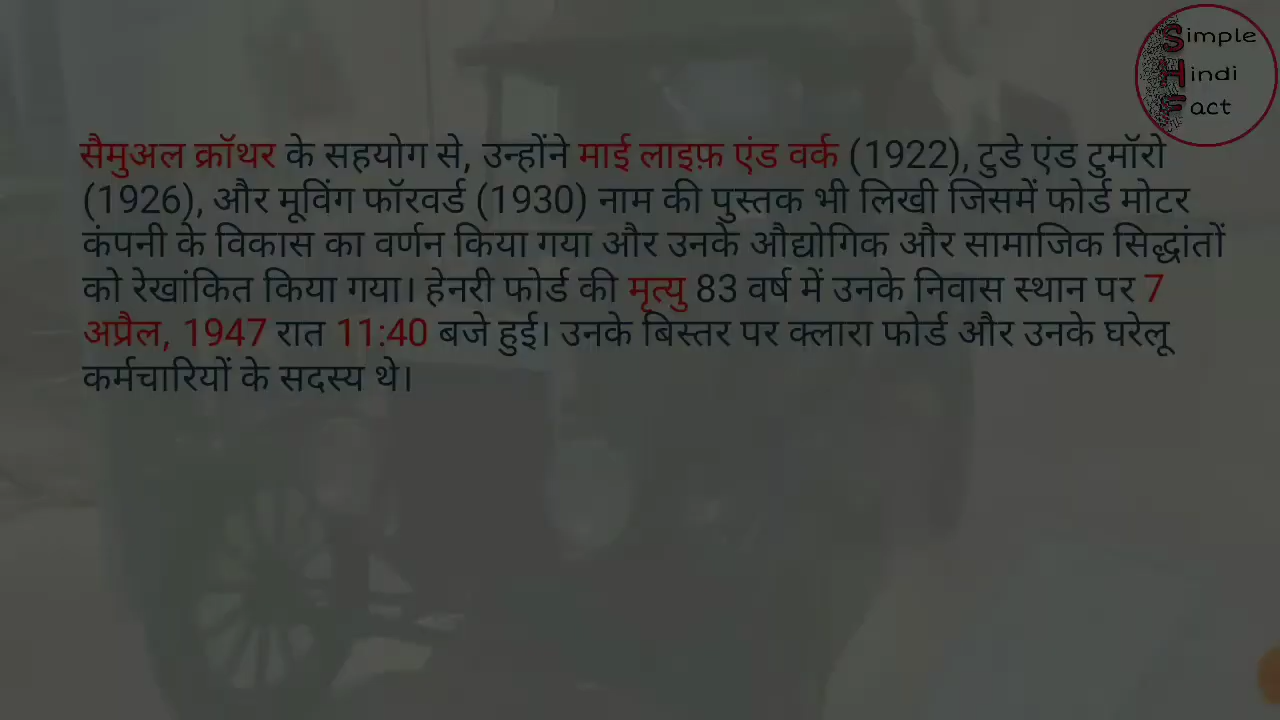 Simple
Hindi
Fact
सैमुअल क्रॉथर के सहयोग से, उन्होंने माई लाइफ़ एंड वर्क (1922), टुडे एंड टुमॉरो
(1926), और मूविंग फॉरवर्ड (1930) नाम की पुस्तक भी लिखी जिसमें फोर्ड मोटर
कंपनी के विकास का वर्णन किया गया और उनके औद्योगिक और सामाजिक सिद्धांतों
को रेखांकित किया गया। हेनरी फोर्ड की मृत्यु 83 वर्ष में उनके निवास स्थान पर 7
अप्रैल, 1947 रात 11:40 बजे हुई। उनके बिस्तर पर क्लारा फोर्ड और उनके घरेलू
कर्मचारियों के सदस्य थे।